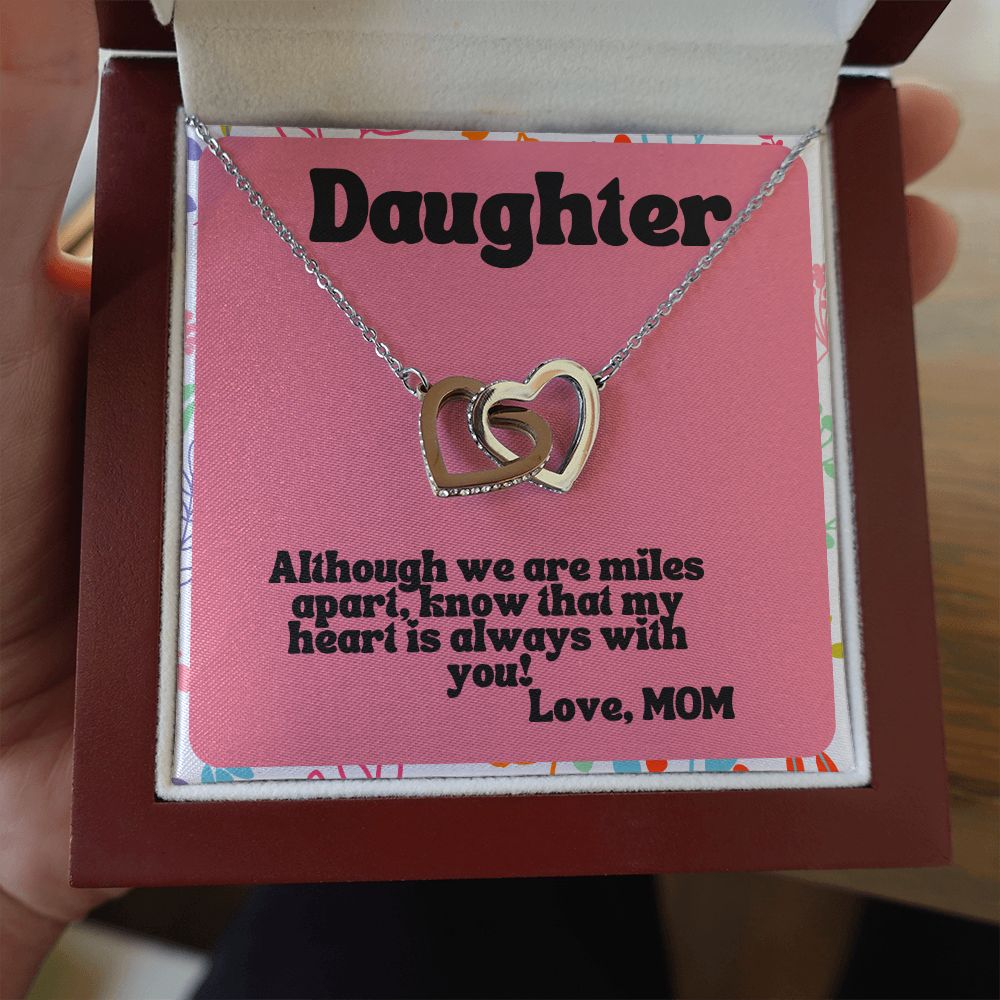 Daughter
Although we are miles
apart, know that my
heart is always with
you!
Love, MOM